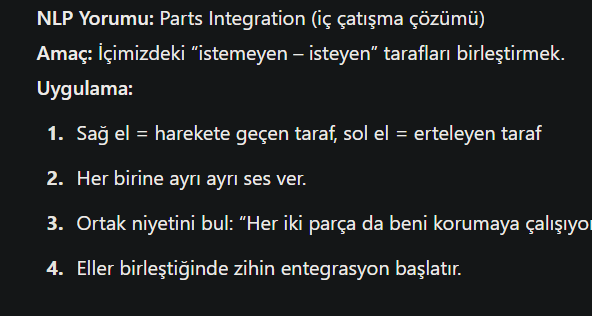 NLP Yorumu: Parts Integration (iç çatışma çözümü)
Amaç: İçimizdeki “istemeyen – isteyen” tarafları birleştirmek.
Uygulama:
1. Sağ el = harekete geçen taraf, sol el = erteleyen taraf
2. Her birine ayrı ayrı ses ver.
3. Ortak niyetini bul: “Her iki parça da beni korumaya
4. Eller birleştiğinde zihin entegrasyon başlatır.